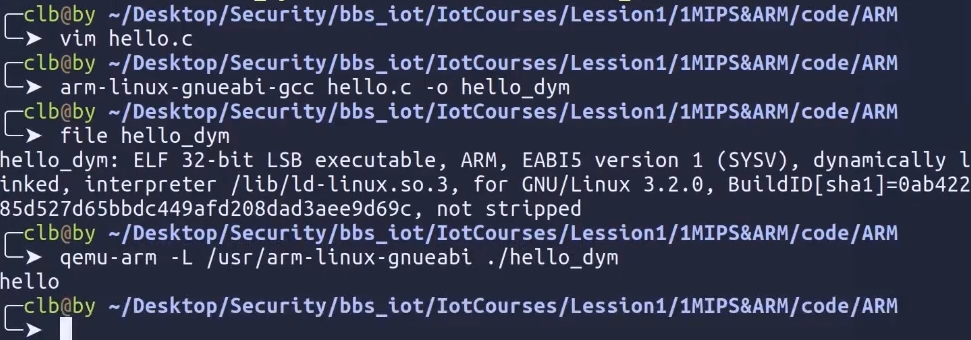 clb@by ~/Desktop/Security/bbs_iot/IotCourses/Lession1/1MIPS&ARM/code/ARM
vim hello.c
clb@by ~/Desktop/Security/bbs_iot/IotCourses/Lession1/1MIPS&ARM/code/ARM
arm-linux-gnueabi-gcc hello.c -o hello_dym
clb@by ~/Desktop/Security/bbs_iot/IotCourses/Lession1/1MIPS&ARM/code/ARM
file hello_dym
hello_dym: ELF 32-bit LSB executable, ARM, EABI5 version 1 (SYSV), dynamically l
inked, interpreter /lib/ld-linux.so.3, for GNU/Linux 3.2.0, BuildID[sha1]=0ab422
85d527d65bbdc449afd208dad3aee9d69c, not stripped
clb@by ~/Desktop/Security/bbs_iot/IotCourses/Lession1/1MIPS&ARM/code/ARM
qemu-arm -L /usr/arm-linux-gnueabi ./hello_dym
hello
clb@by ~/Desktop/Security/bbs_iot/IotCourses/Lession1/1MIPS&ARM/code/ARM